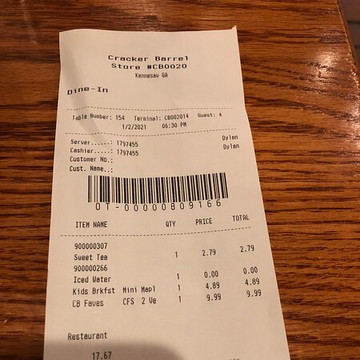 Cracker Barrel
Store #CB0020
Kennesaw GA
Dine-In
Table Number: 154 Terminal: CB002014 Guest: 4
1/2/2021 06:30 PM
Server.....: 1797455 Dylan
Cashier....: 1797455 Dylan
Customer No.:
Cust. Name..:
01-00000809166
ITEM NAME QTY PRICE TOTAL
900000307
Sweet Tea 1 2.79 2.79
900000266
Iced Water 1 0.00 0.00
Kids Brkfst Mini Mapl 1 4.89 4.89
CB Faves CFS 2 Ve 1 9.99 9.99
Restaurant
17.67